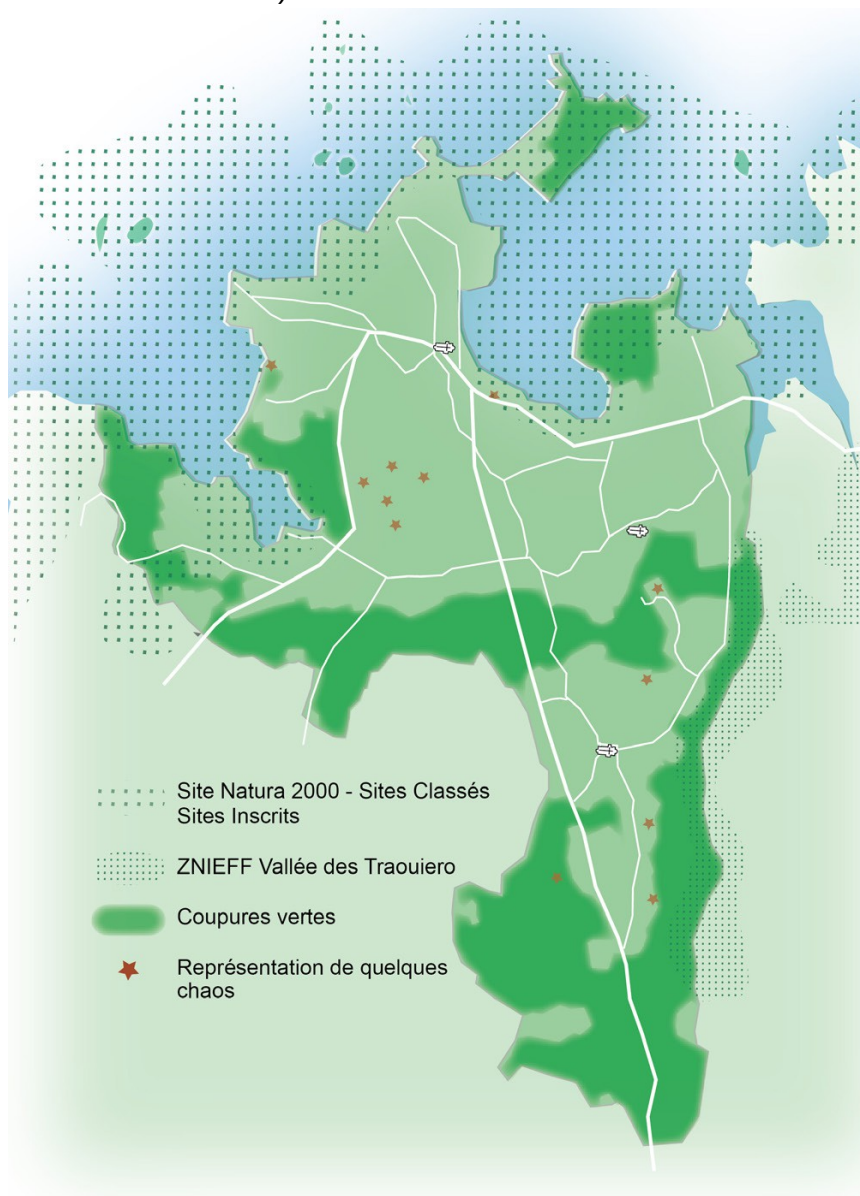 Site Natura 2000 - Sites Classés
Sites Inscrits
ZNIEFF Vallée des Traouiero
Coupures vertes
Représentation de quelques
chaos